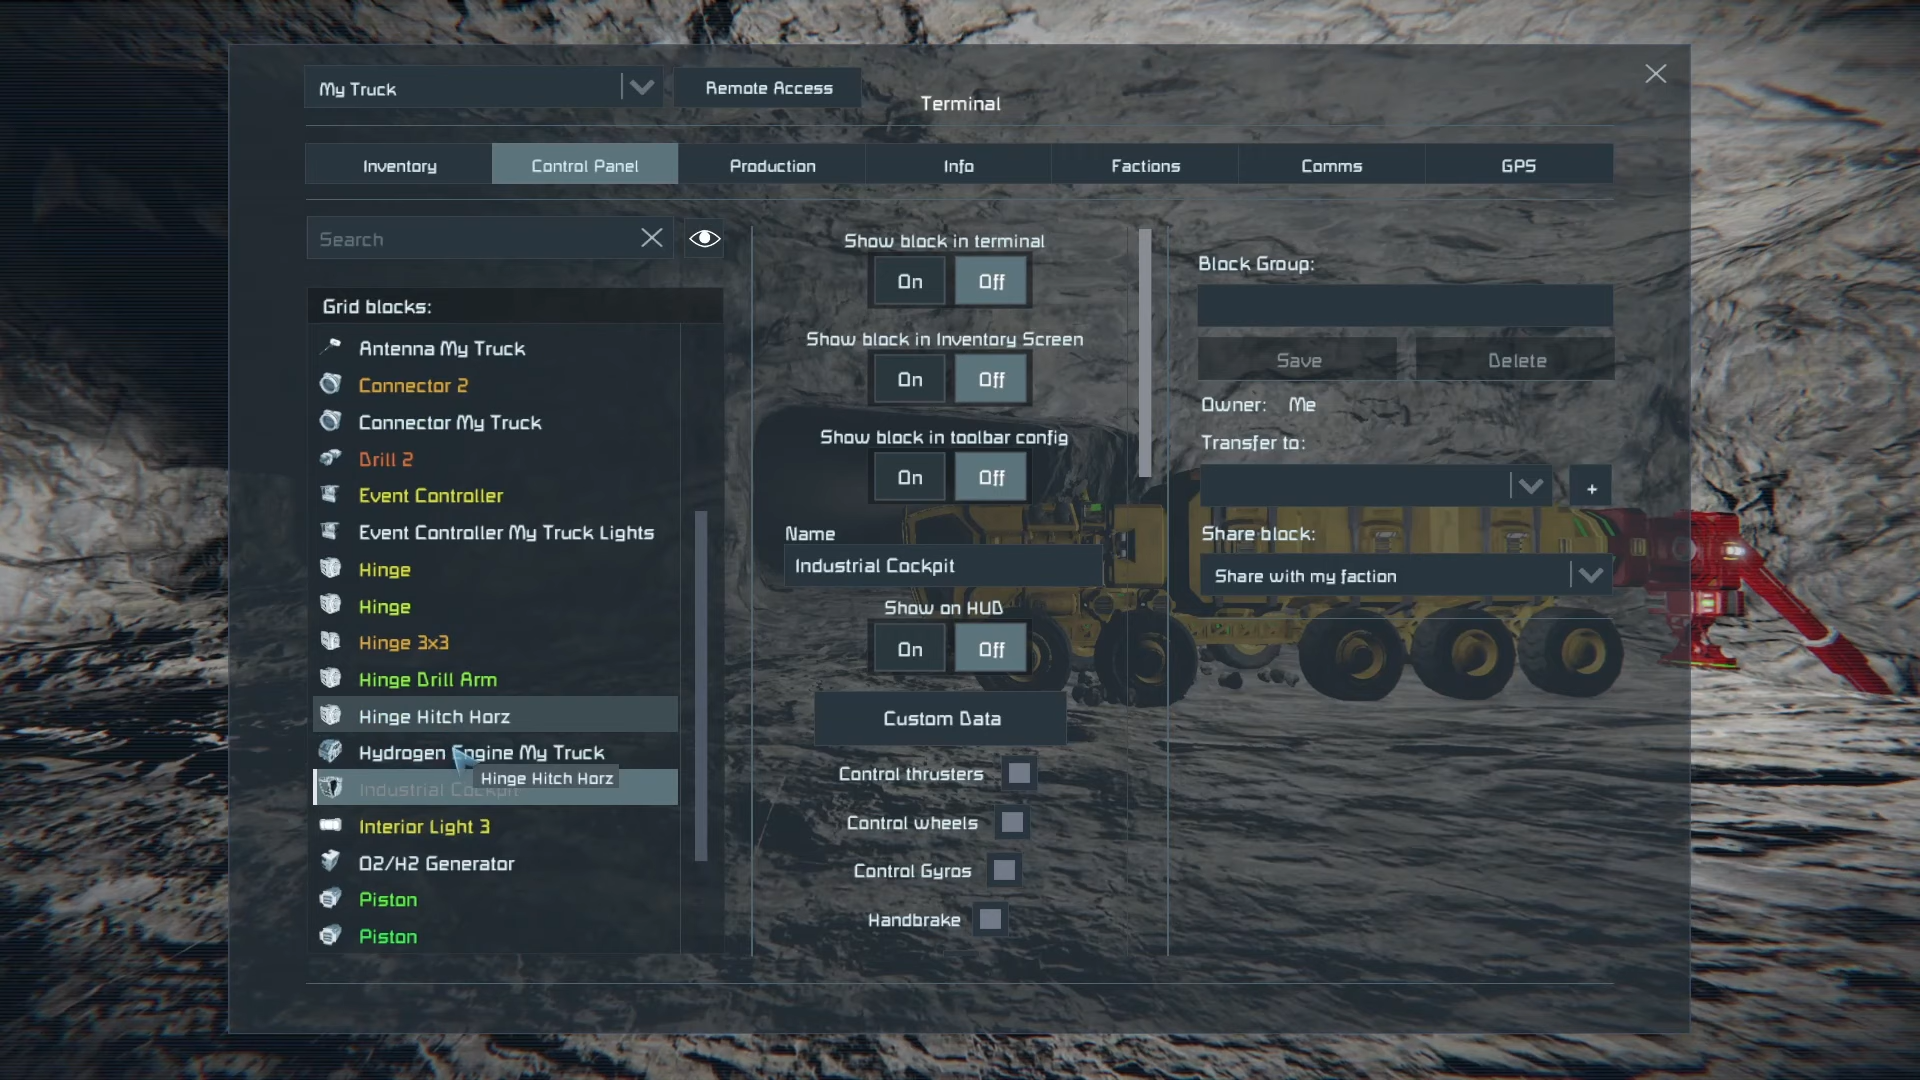 My Truck
Remote Access
Terminal
Inventory
Control Panel
Production
Info
Factions
Comms
GPS
Search
Grid blocks:
Antenna My Truck
Connector 2
Connector My Truck
Drill 2
Event Controller
Event Controller My Truck Lights
Hinge
Hinge
Hinge 3x3
Hinge Drill Arm
Hinge Hitch Horz
Hydrogen Engine My Truck
Hinge Hitch Horz
Industrial Cockpit
Interior Light 3
O2/H2 Generator
Piston
Piston
Show block in terminal
On
Off
Show block in Inventory Screen
On
Off
Show block in toolbar config
On
Off
Name
Industrial Cockpit
Show on HUD
On
Off
Custom Data
Control thrusters
Control wheels
Control Gyros
Handbrake
Block Group:
Save
Delete
Owner: Me
Transfer to:
+
Share block:
Share with my faction